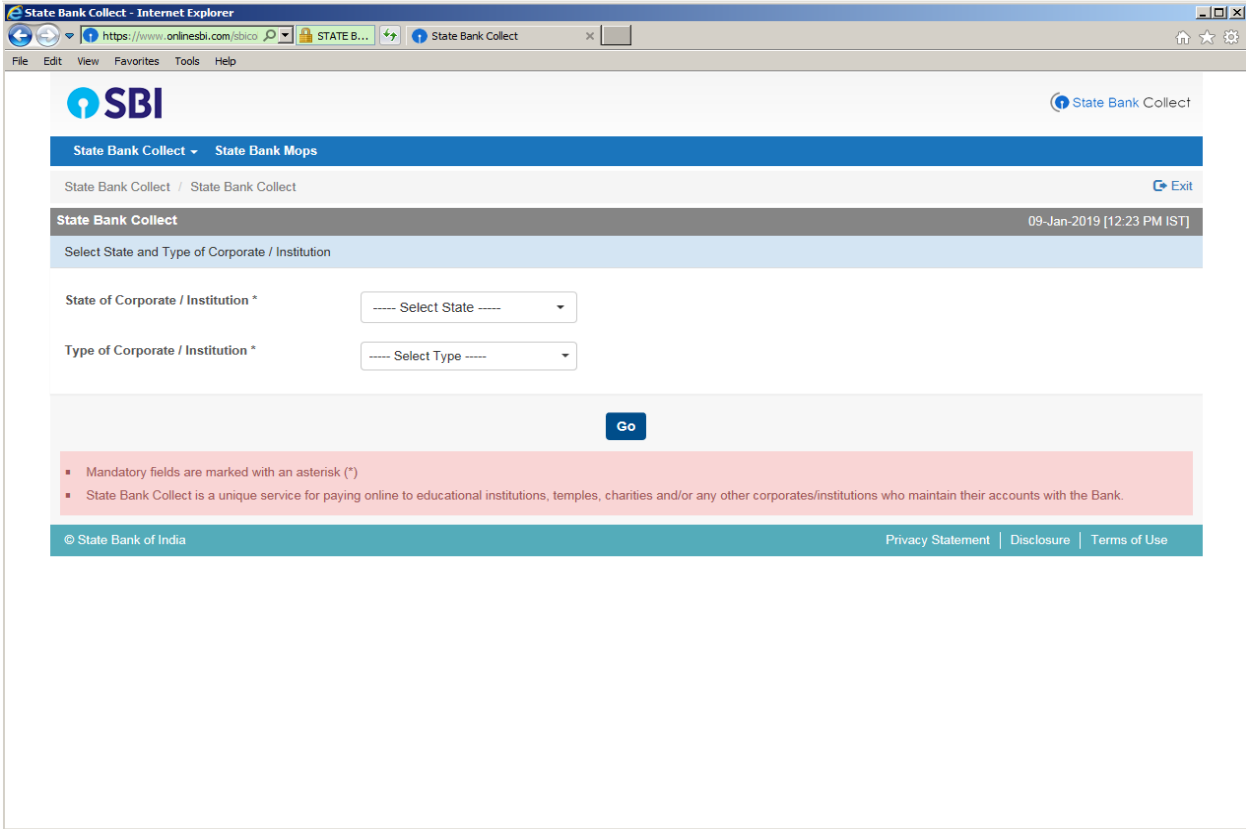 State Bank Collect - Internet Explorer
https://www.onlinesbi.com/sbico STATE B... State Bank Collect
File Edit View Favorites Tools Help
SBI State Bank Collect
State Bank Collect State Bank Mops
State Bank Collect / State Bank Collect Exit
State Bank Collect 09-Jan-2019 [12:23 PM IST]
Select State and Type of Corporate / Institution
State of Corporate / Institution * ----- Select State -----
Type of Corporate / Institution * ----- Select Type -----
Go
Mandatory fields are marked with an asterisk (*)
State Bank Collect is a unique service for paying online to educational institutions, temples, charities and/or any other corporates/institutions who maintain their accounts with the Bank.
© State Bank of India Privacy Statement | Disclosure | Terms of Use